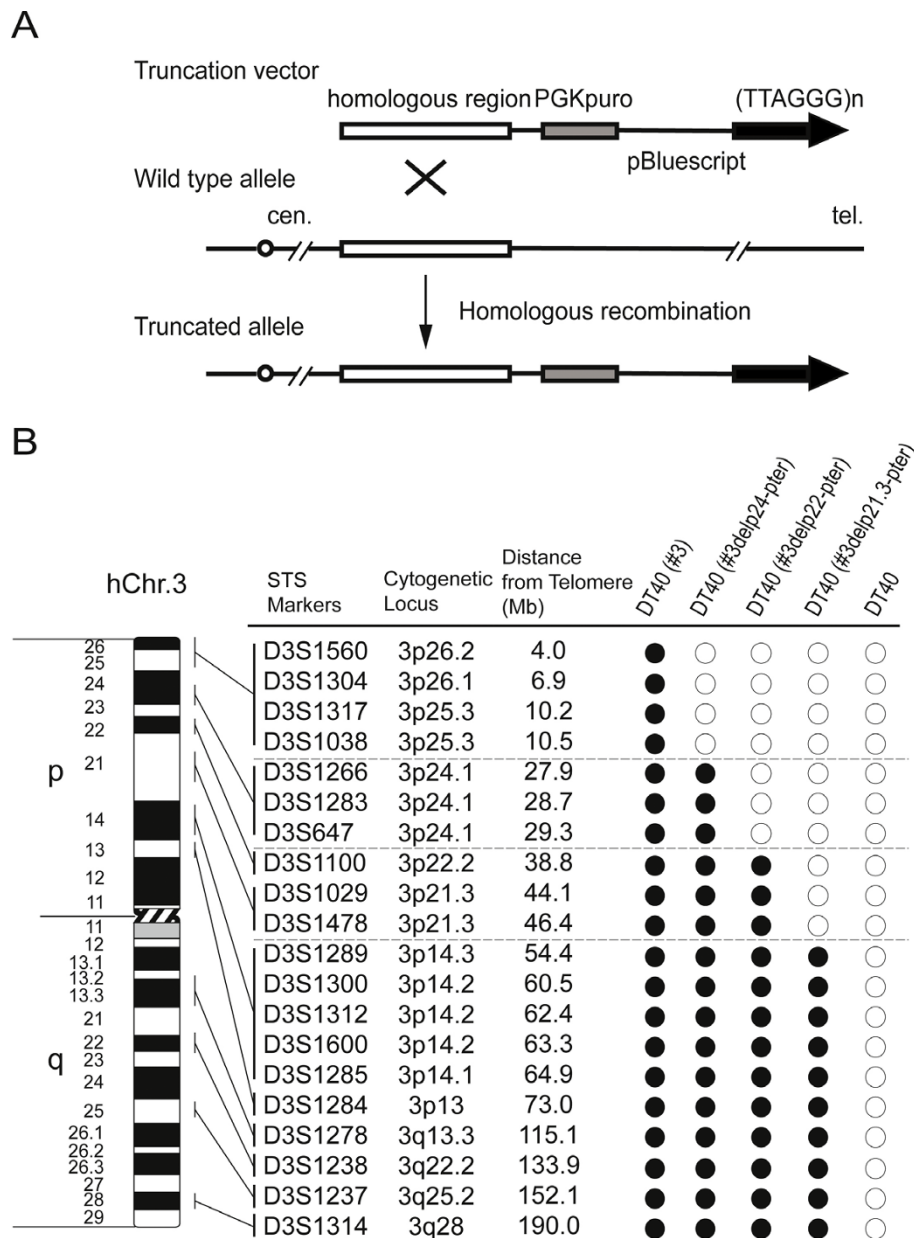 A
Truncation vector
homologous region PGKpuro (TTAGGG)n
pBluescript
Wild type allele
cen. tel.
Homologous recombination
Truncated allele
B
hChr.3
STS Markers
Cytogenetic Locus
Distance from Telomere (Mb)
DT40 (#3)
DT40 (#3delp24-pter)
DT40 (#3delp22-pter)
DT40 (#3delp21.3-pter)
DT40
p
26
25
24
23
22
21
14
13
12
11
q
11
12
13.1
13.2
13.3
21
22
23
24
25
26.1
26.2
26.3
27
28
29
D3S1560 3p26.2 4.0
D3S1304 3p26.1 6.9
D3S1317 3p25.3 10.2
D3S1038 3p25.3 10.5
D3S1266 3p24.1 27.9
D3S1283 3p24.1 28.7
D3S647 3p24.1 29.3
D3S1100 3p22.2 38.8
D3S1029 3p21.3 44.1
D3S1478 3p21.3 46.4
D3S1289 3p14.3 54.4
D3S1300 3p14.2 60.5
D3S1312 3p14.2 62.4
D3S1600 3p14.2 63.3
D3S1285 3p14.1 64.9
D3S1284 3p13 73.0
D3S1278 3q13.3 115.1
D3S1238 3q22.2 133.9
D3S1237 3q25.2 152.1
D3S1314 3q28 190.0